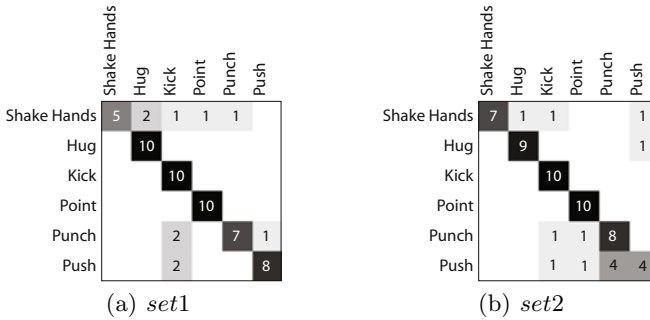 Shake Hands Hug Kick Point Punch Push
Shake Hands 5 2 1 1 1
Hug 10
Kick 10
Point 10
Punch 2 7 1
Push 2 8
(a) set1
Shake Hands Hug Kick Point Punch Push
Shake Hands 7 1 1 1
Hug 9 1
Kick 10
Point 10
Punch 1 1 8
Push 1 1 4 4
(b) set2